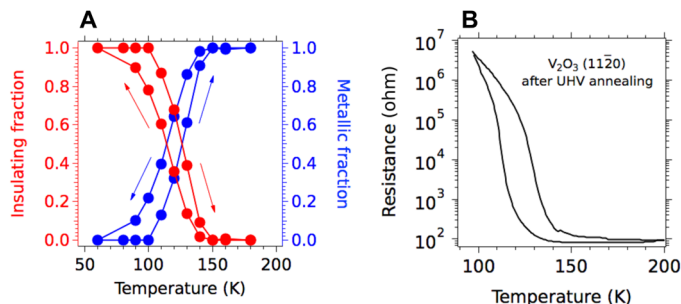 A
B
1.0
0.8
0.6
0.4
0.2
0.0
Insulating fraction
1.0
0.8
0.6
0.4
0.2
0.0
Metallic fraction
50
100
150
200
Temperature (K)
10⁷
10⁶
10⁵
10⁴
10³
10²
Resistance (ohm)
V₂O₃ (112̅0)
after UHV annealing
100
150
200
Temperature (K)